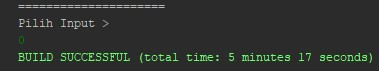 =====================
Pilih Input >
0
BUILD SUCCESSFUL (total time: 5 minutes 17 seconds)